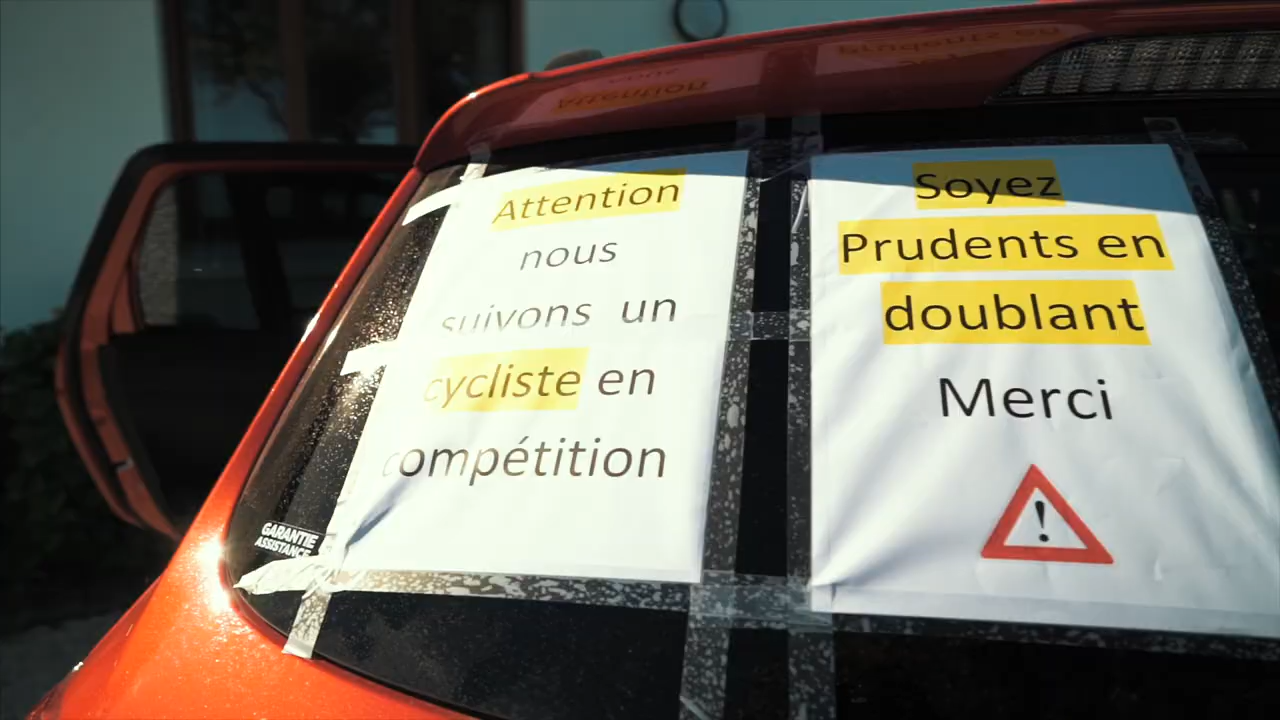 Attention
nous
suivons un
cycliste en
compétition
Soyez
Prudents en
doublant
Merci
!
GARANTIE
ASSISTANCE